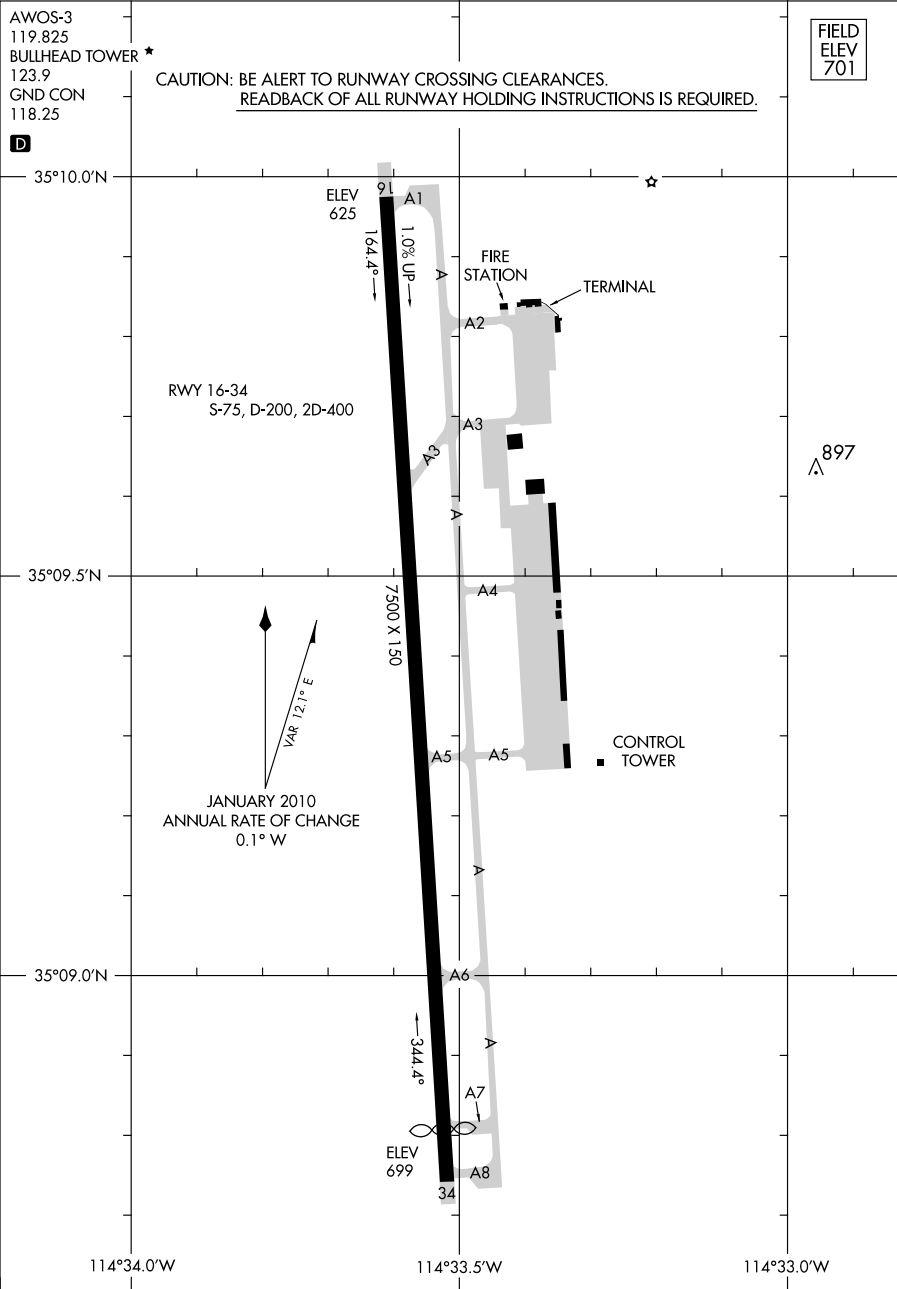 AWOS-3
119.825
BULLHEAD TOWER
123.9
GND CON
118.25
D
CAUTION: BE ALERT TO RUNWAY CROSSING CLEARANCES.
READBACK OF ALL RUNWAY HOLDING INSTRUCTIONS IS REQUIRED.
FIELD
ELEV
701
35°10.0'N
ELEV
625
16
A1
164.4°
1.0% UP
A
FIRE
STATION
TERMINAL
A2
RWY 16-34
S-75, D-200, 2D-400
A3
A3
897
A
35°09.5'N
A4
7500 X 150
VAR 12.1° E
A5
A5
CONTROL
TOWER
JANUARY 2010
ANNUAL RATE OF CHANGE
0.1° W
A
35°09.0'N
A6
344.4°
A
A7
ELEV
699
A8
34
114°34.0'W
114°33.5'W
114°33.0'W